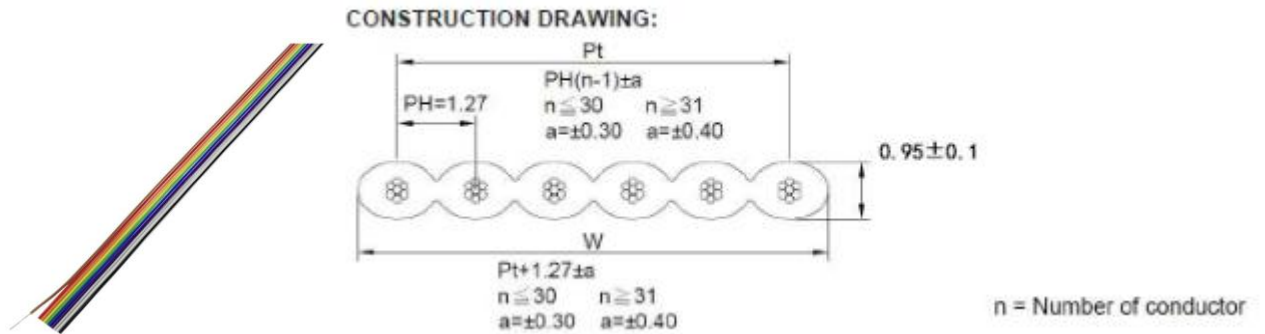 CONSTRUCTION DRAWING:
Pt
PH(n-1)±a
PH=1.27
n≦30 n≧31
a=±0.30 a=±0.40
0.95±0.1
W
Pt+1.27±a
n≦30 n≧31
a=±0.30 a=±0.40
n = Number of conductor